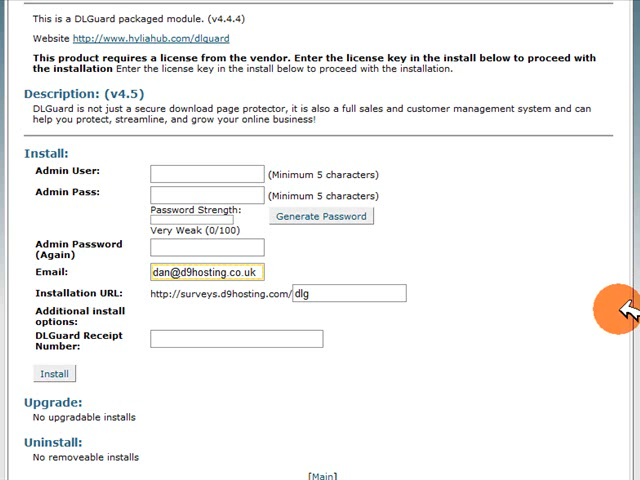 This is a DLGuard packaged module. (v4.4.4)
Website http://www.hyliahub.com/dlguard
This product requires a license from the vendor. Enter the license key in the install below to proceed with
the installation Enter the license key in the install below to proceed with the installation.
Description: (v4.5)
DLGuard is not just a secure download page protector, it is also a full sales and customer management system and can
help you protect, streamline, and grow your online business!
Install:
Admin User: (Minimum 5 characters)
Admin Pass: (Minimum 5 characters)
Password Strength: Generate Password
Very Weak (0/100)
Admin Password
(Again)
Email: dan@d9hosting.co.uk
Installation URL: http://surveys.d9hosting.com/ dlg
Additional install
options:
DLGuard Receipt
Number:
Install
Upgrade:
No upgradable installs
Uninstall:
No removeable installs
[Main]